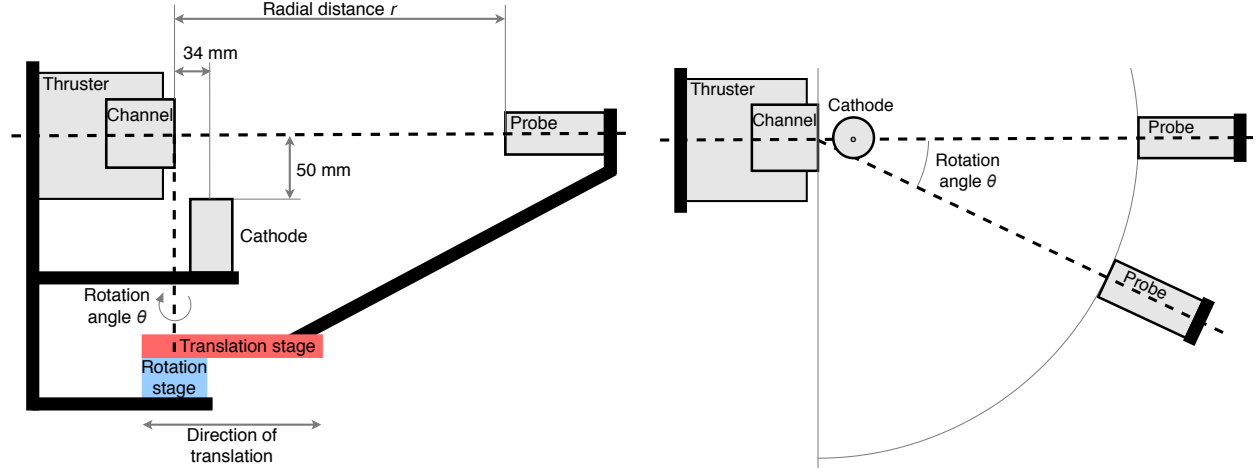 Radial distance r
34 mm
Thruster
Channel
Probe
50 mm
Cathode
Rotation
angle θ
Translation stage
Rotation
stage
Direction of
translation
Thruster
Cathode
Channel
Probe
Rotation
angle θ
Probe